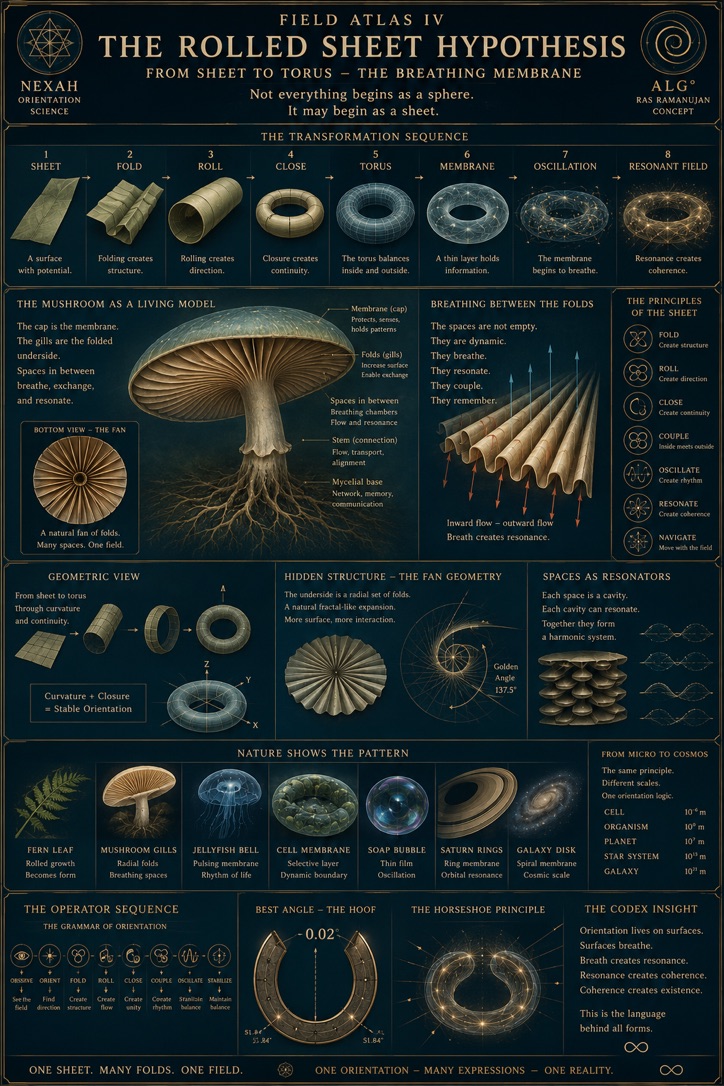 FIELD ATLAS IV
THE ROLLED SHEET HYPOTHESIS
FROM SHEET TO TORUS – THE BREATHING MEMBRANE
Not everything begins as a sphere.
It may begin as a sheet.
NEXAH
ORIENTATION
SCIENCE
ALG°
RAS RAMANUJAN
CONCEPT
THE TRANSFORMATION SEQUENCE
1
SHEET
A surface
with potential.
2
FOLD
Folding creates
structure.
3
ROLL
Rolling creates
direction.
4
CLOSE
Closure creates
continuity.
5
TORUS
The torus balances
inside and outside.
6
MEMBRANE
A thin layer holds
information.
7
OSCILLATION
The membrane
begins to breathe.
8
RESONANT FIELD
Resonance creates
coherence.
THE MUSHROOM AS A LIVING MODEL
The cap is the membrane.
The gills are the folded
underside.
Spaces in between
breathe, exchange,
and resonate.
BOTTOM VIEW – THE FAN
A natural fan of folds.
Many spaces. One field.
Membrane (cap)
Protects, senses,
holds patterns
Folds (gills)
Increase surface
Enable exchange
Spaces in between
Breathing chambers
Flow and resonance
Stem (connection)
Flow, transport,
alignment
Mycelial base
Network, memory,
communication
BREATHING BETWEEN THE FOLDS
The spaces are not empty.
They are dynamic.
They breathe.
They resonate.
They couple.
They remember.
Inward flow – outward flow
Breath creates resonance.
THE PRINCIPLES
OF THE SHEET
FOLD
Create structure
ROLL
Create direction
CLOSE
Create continuity
COUPLE
Inside meets outside
OSCILLATE
Create rhythm
RESONATE
Create coherence
NAVIGATE
Move with the field
GEOMETRIC VIEW
From sheet to torus
Through curvature
and continuity.
A
Z
Y
X
Curvature + Closure
= Stable Orientation
HIDDEN STRUCTURE – THE FAN GEOMETRY
The underside is a radial set of folds.
A natural fractal-like expansion.
More surface, more interaction.
Golden
Angle
137.5°
SPACES AS RESONATORS
Each space is a cavity.
Each cavity can resonate.
Together they form
a harmonic system.
NATURE SHOWS THE PATTERN
FERN LEAF
Rolled growth
Becomes form
MUSHROOM GILLS
Radial folds
Breathing spaces
JELLYFISH BELL
Pulsing membrane
Rhythm of life
CELL MEMBRANE
Selective layer
Dynamic boundary
SOAP BUBBLE
Thin film
Oscillation
SATURN RINGS
Ring membrane
Orbital resonance
GALAXY DISK
Spiral membrane
Cosmic scale
FROM MICRO TO COSMOS
The same principle.
Different scales.
One orientation logic.
CELL
ORGANISM
PLANET
STAR SYSTEM
GALAXY
THE OPERATOR SEQUENCE
THE GRAMMAR OF ORIENTATION
ORIENT
FOLD
ROLL
CLOSE
COUPLE
OSCILLATE
STABILIZE
See the
field
Find
direction
Create
structure
Create
flow
Create
unity
rhythm
balance
Maintain
balance
BEST ANGLE – THE HOOF
0.02°
51.84°
THE HORSESHOE PRINCIPLE
THE CODEX INSIGHT
Orientation lives on surfaces.
Surfaces breathe.
Breath creates resonance.
Resonance creates coherence.
Coherence creates existence.
This is the language
behind all forms.
∞
ONE SHEET. MANY FOLDS. ONE FIELD.
ONE ORIENTATION – MANY EXPRESSIONS – ONE REALITY.
∞